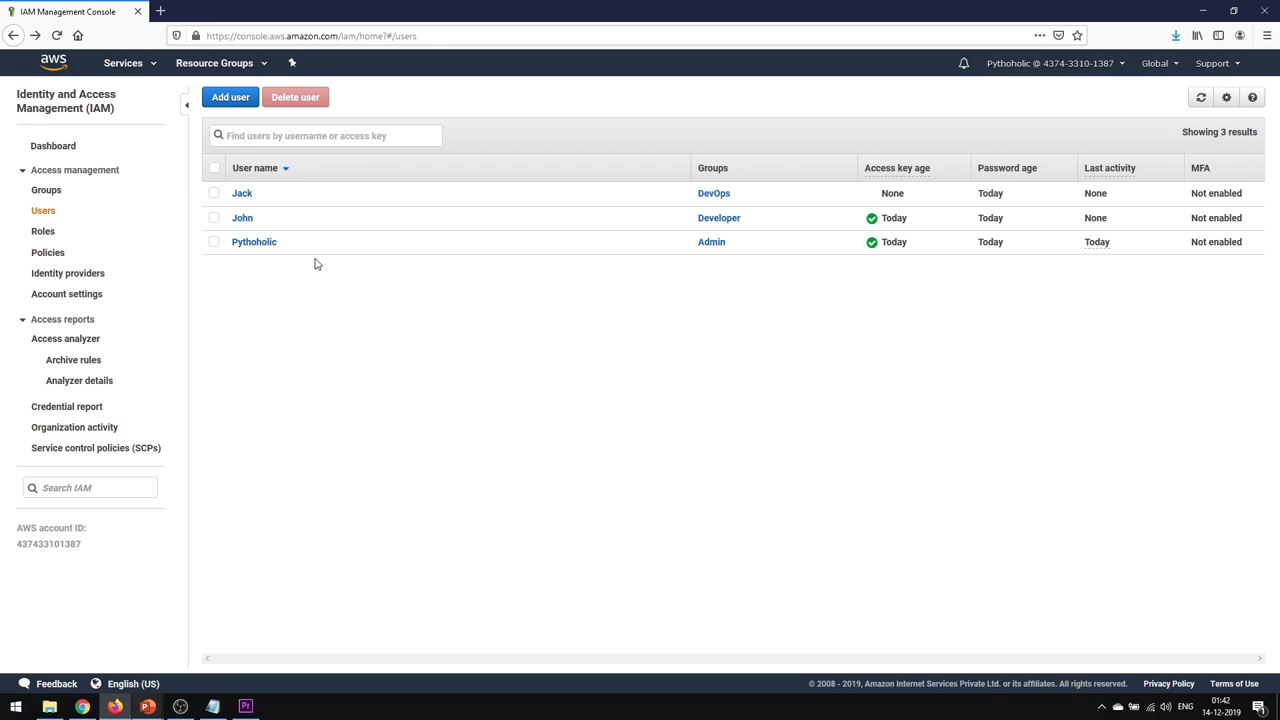 IAM Management Console
https://console.aws.amazon.com/iam/home?#/users
aws
Services
Resource Groups
Pythoholic @ 4374-3310-1387
Global
Support
Identity and Access
Management (IAM)
Dashboard
Access management
Groups
Users
Roles
Policies
Identity providers
Account settings
Access reports
Access analyzer
Archive rules
Analyzer details
Credential report
Organization activity
Service control policies (SCPs)
Search IAM
AWS account ID:
437433101387
Add user
Delete user
Find users by username or access key
Showing 3 results
User name Groups Access key age Password age Last activity MFA
Jack DevOps None Today None Not enabled
John Developer Today Today None Not enabled
Pythoholic Admin Today Today Today Not enabled
Feedback
English (US)
© 2008 - 2019, Amazon Internet Services Private Ltd. or its affiliates. All rights reserved.
Privacy Policy
Terms of Use
ENG
01:42
14-12-2019